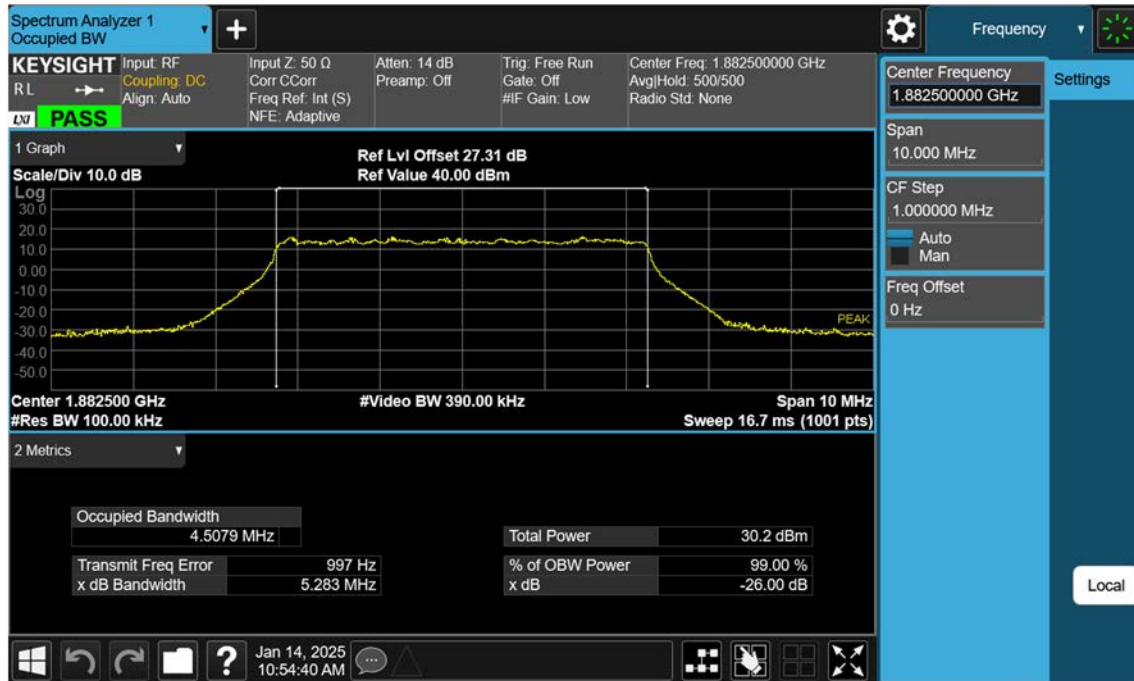 Spectrum Analyzer 1
Occupied BW
+
Frequency
KEYSIGHT
R L
LXI PASS
Input: RF
Coupling: DC
Align: Auto
Input Z: 50 Ω
Corr CCorr
Freq Ref: Int (S)
NFE: Adaptive
Atten: 14 dB
Preamp: Off
Trig: Free Run
Gate: Off
#IF Gain: Low
Center Freq: 1.882500000 GHz
Avg|Hold: 500/500
Radio Std: None
Center Frequency
1.882500000 GHz
Settings
Span
10.000 MHz
CF Step
1.000000 MHz
Auto
Man
Freq Offset
0 Hz
1 Graph
Scale/Div 10.0 dB
Ref Lvl Offset 27.31 dB
Ref Value 40.00 dBm
Log
30.0
20.0
10.0
0.00
-10.0
-20.0
-30.0
-40.0
-50.0
PEAK
Center 1.882500 GHz
#Video BW 390.00 kHz
Span 10 MHz
#Res BW 100.00 kHz
Sweep 16.7 ms (1001 pts)
2 Metrics
Occupied Bandwidth
4.5079 MHz
Total Power 30.2 dBm
Transmit Freq Error 997 Hz
% of OBW Power 99.00 %
x dB Bandwidth 5.283 MHz
x dB -26.00 dB
Local
?
Jan 14, 2025
10:54:40 AM